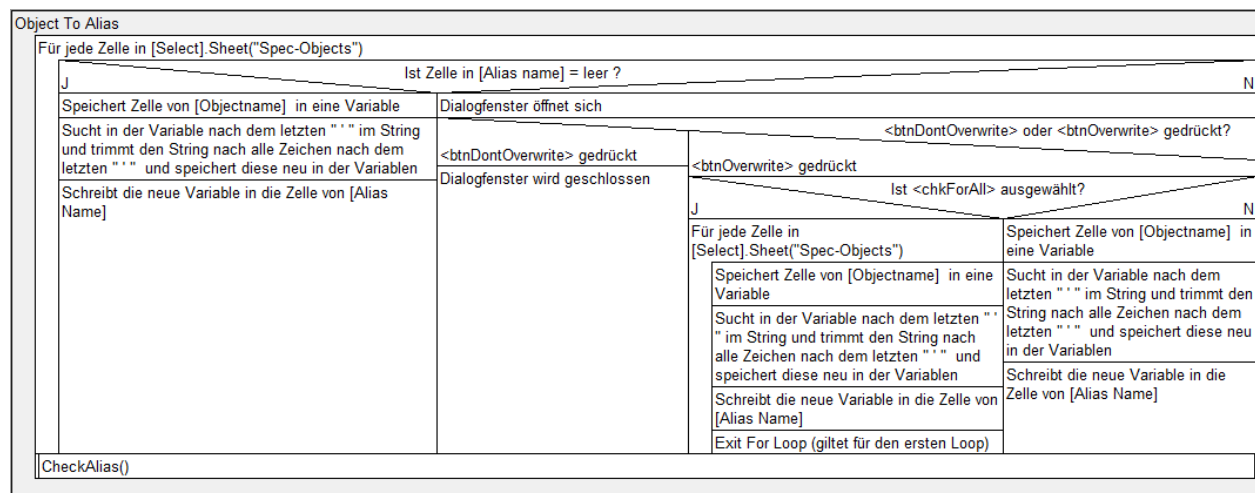 Object To Alias
Für jede Zelle in [Select].Sheet("Spec-Objects")
Ist Zelle in [Alias name] = leer ?
J
N
Speichert Zelle von [Objectname]  in eine Variable
Sucht in der Variable nach dem letzten " ' " im String
und trimmt den String nach alle Zeichen nach dem
letzten " ' "  und speichert diese neu in der Variablen
Schreibt die neue Variable in die Zelle von [Alias
Name]
Dialogfenster öffnet sich
<btnDontOverwrite> oder <btnOverwrite> gedrückt?
<btnDontOverwrite> gedrückt
Dialogfenster wird geschlossen
<btnOverwrite> gedrückt
Ist <chkForAll> ausgewählt?
J
N
Für jede Zelle in
[Select].Sheet("Spec-Objects")
Speichert Zelle von [Objectname]  in eine
Variable
Sucht in der Variable nach dem letzten " '
" im String und trimmt den String nach
alle Zeichen nach dem letzten " ' "  und
speichert diese neu in der Variablen
Schreibt die neue Variable in die Zelle von
[Alias Name]
Exit For Loop (giltet für den ersten Loop)
Speichert Zelle von [Objectname]  in
eine Variable
Sucht in der Variable nach dem
letzten " ' " im String und trimmt den
String nach alle Zeichen nach dem
letzten " ' "  und speichert diese neu
in der Variablen
Schreibt die neue Variable in die
Zelle von [Alias Name]
CheckAlias()